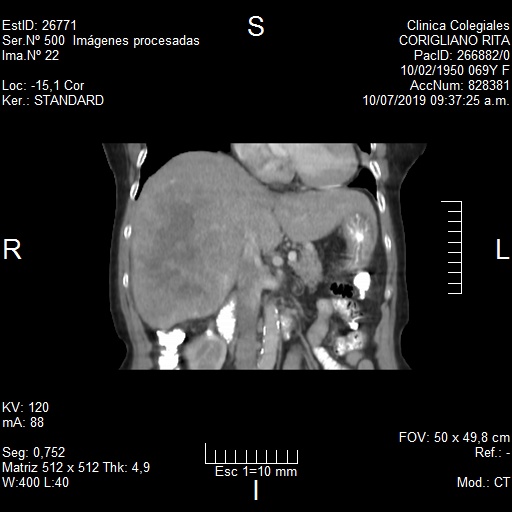 EstID: 26771
Ser.Nº 500 Imágenes procesadas
Ima.Nº 22
Loc: -15,1 Cor
Ker.: STANDARD
S
Clinica Colegiales
CORIGLIANO RITA
PacID: 266882/0
10/02/1950 069Y F
AccNum: 828381
10/07/2019 09:37:25 a.m.
R
L
KV: 120
mA: 88
Seg: 0,752
Matriz 512 x 512 Thk: 4,9
W:400 L:40
Esc 1=10 mm
I
FOV: 50 x 49,8 cm
Ref.: -
Mod.: CT